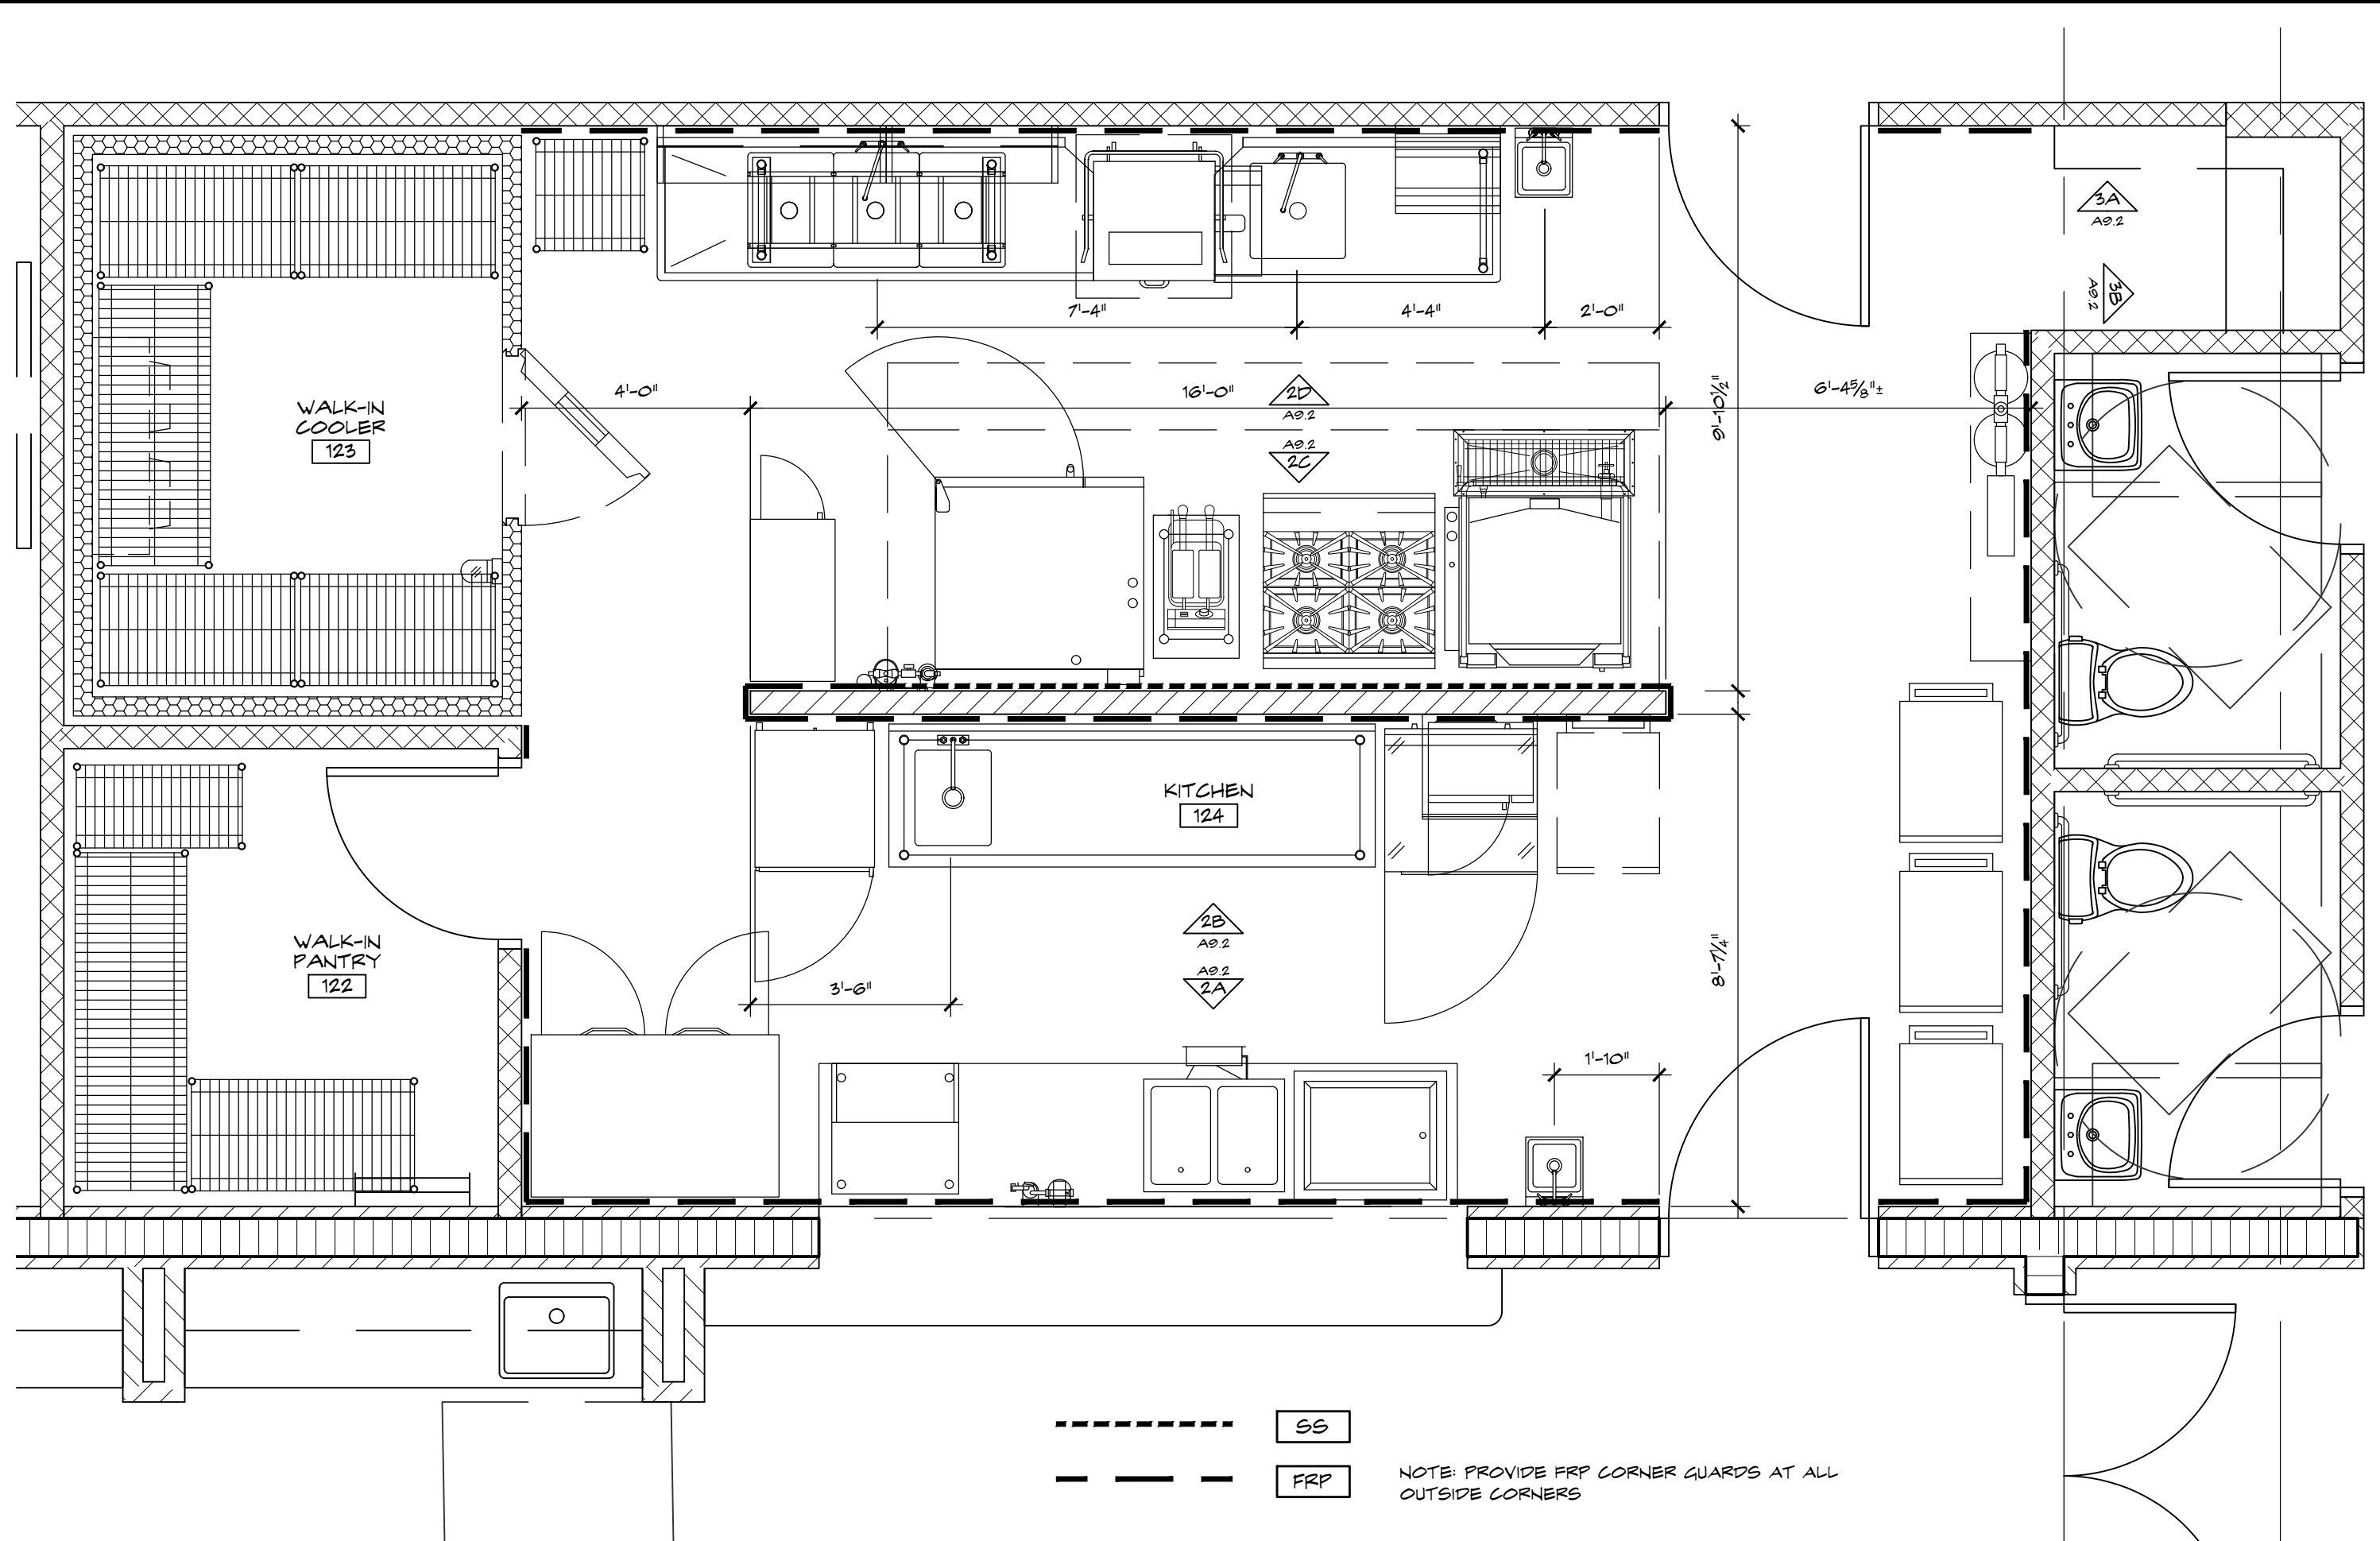 3A
A9.2
3B
A9.2
7'-4"
4'-4"
2'-0"
4'-0"
16'-0"
2D
A9.2
9'-10½"
6'-4⅝"±
WALK-IN
COOLER
123
A9.2
2C
KITCHEN
124
2B
A9.2
WALK-IN
PANTRY
122
A9.2
2A
3'-6"
8'-7¼"
1'-10"
SS
FRP
NOTE: PROVIDE FRP CORNER GUARDS AT ALL
OUTSIDE CORNERS